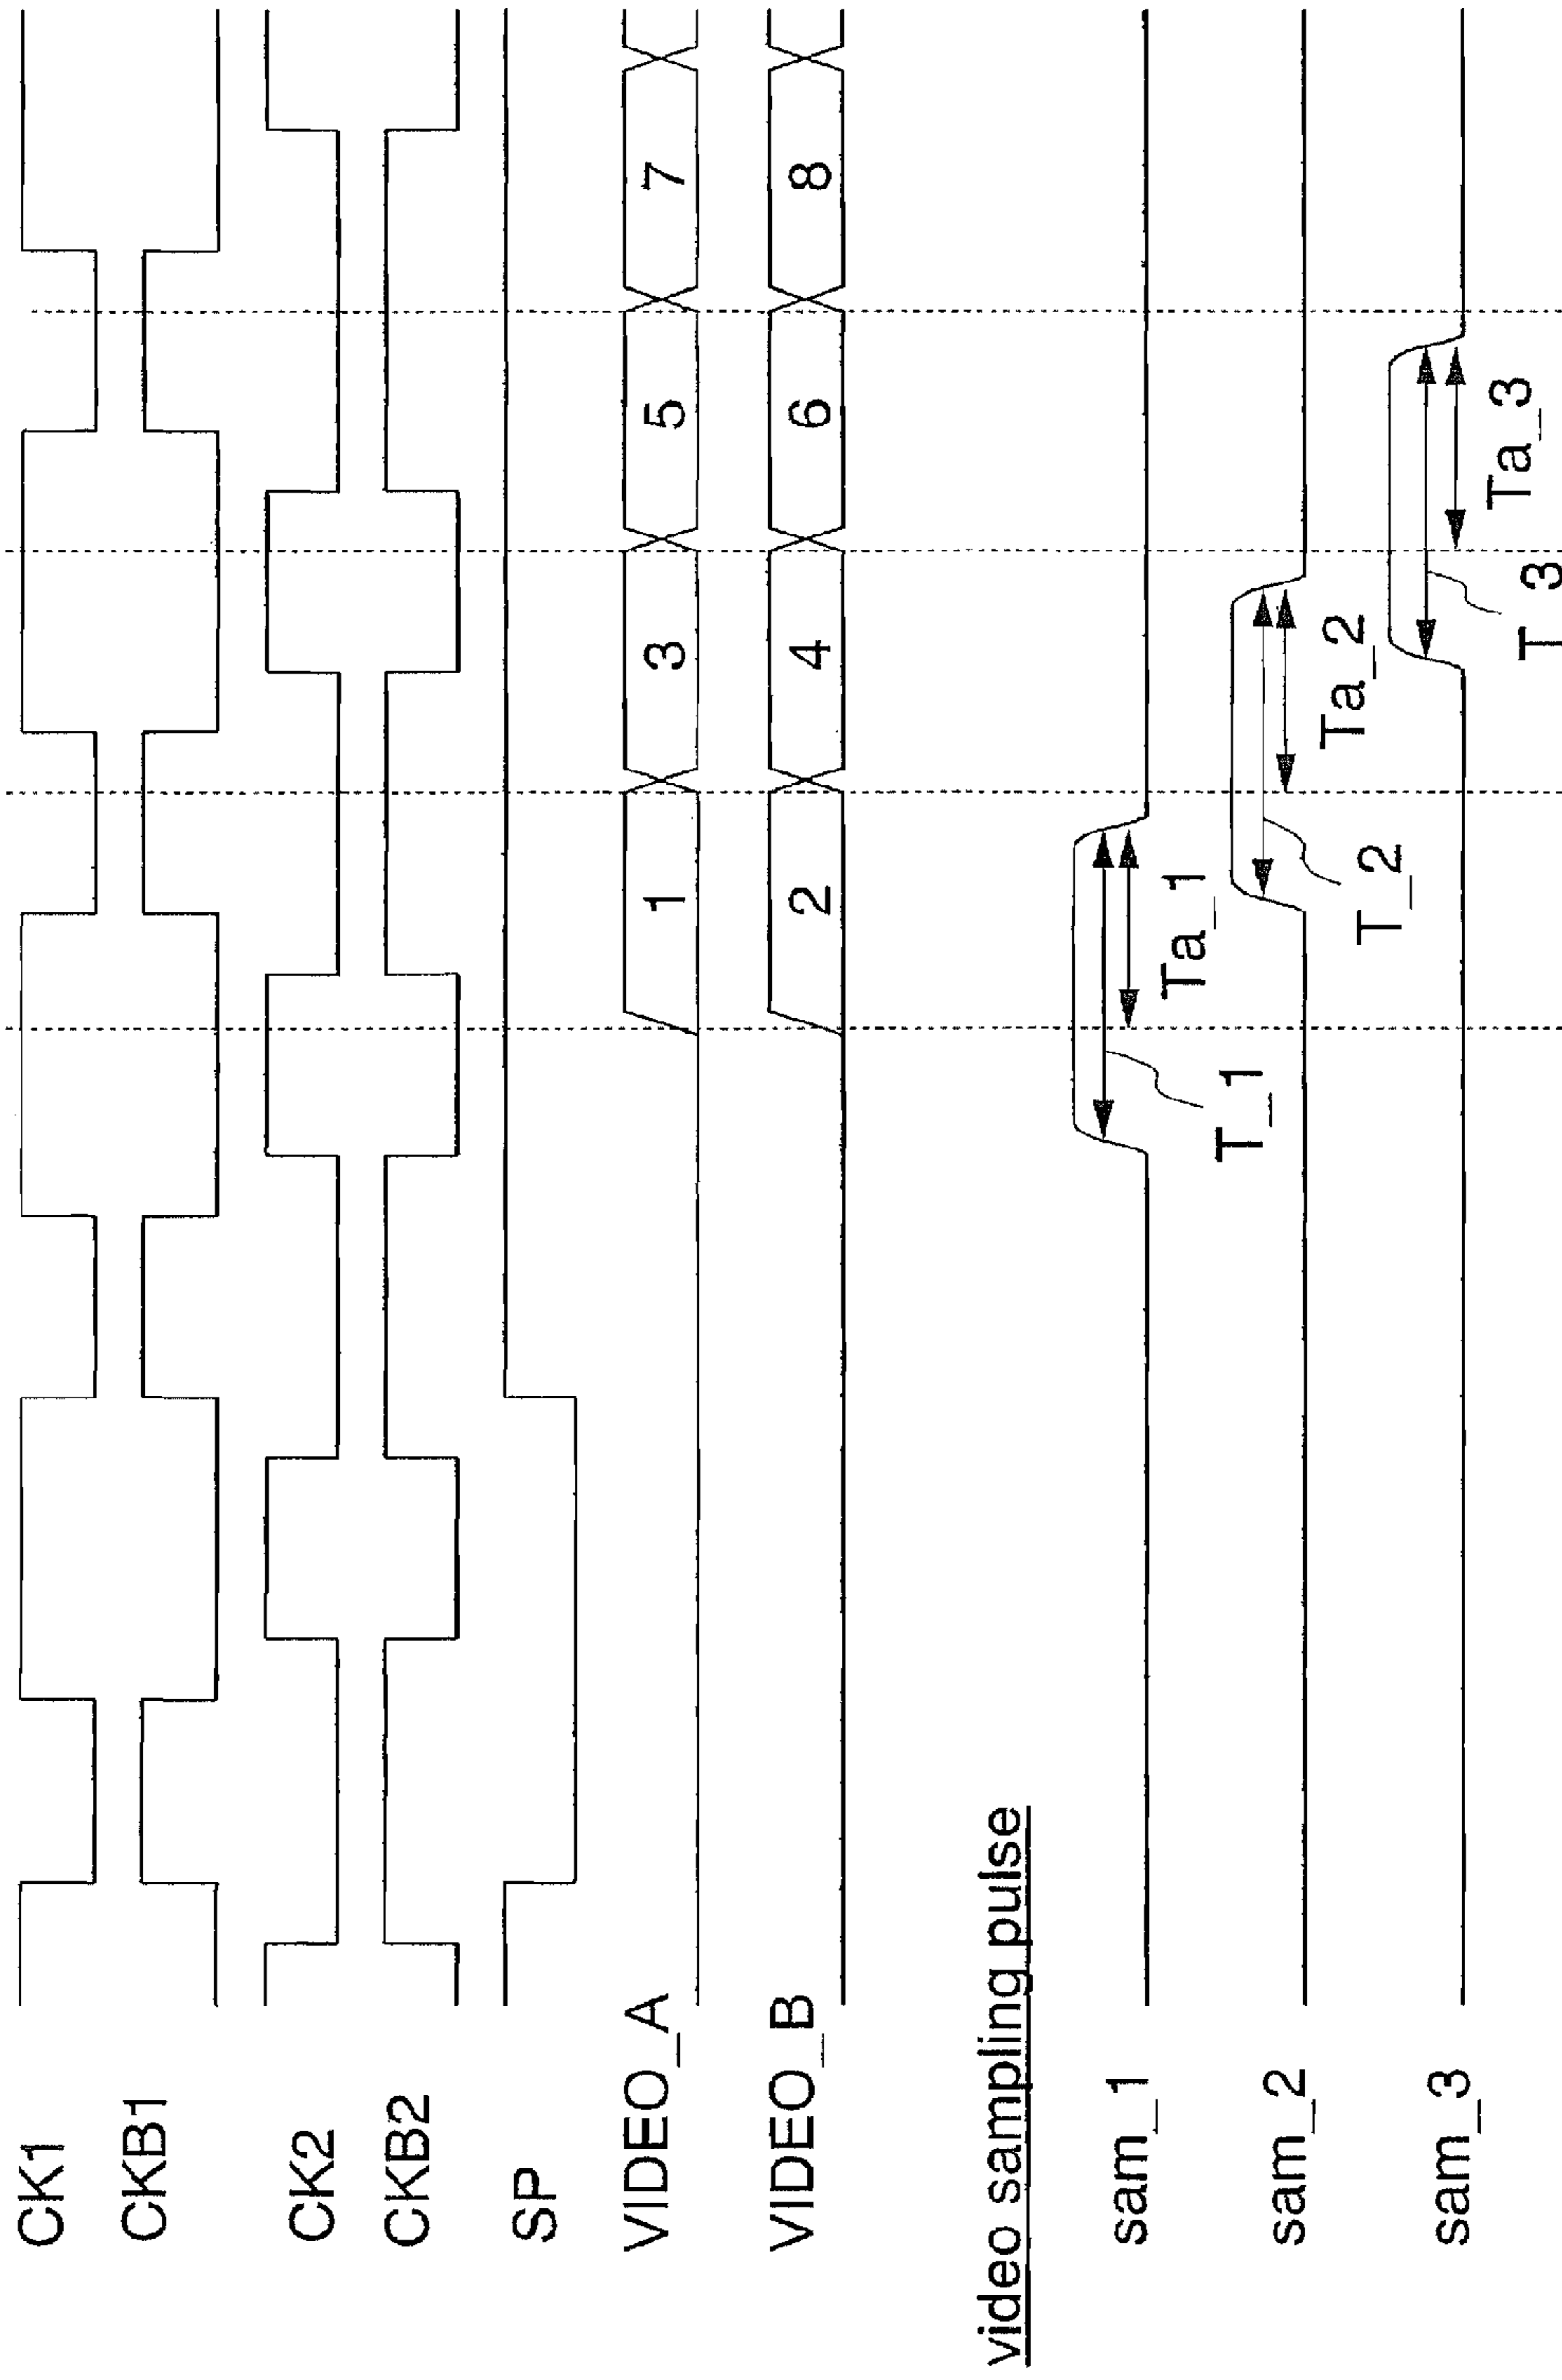 CK1
CKB1
CK2
CKB2
SP
VIDEO_A 1 3 5 7
VIDEO_B 2 4 6 8
video sampling pulse
sam_1
T_1
Ta_1
sam_2
T_2
Ta_2
sam_3
T_3
Ta_3